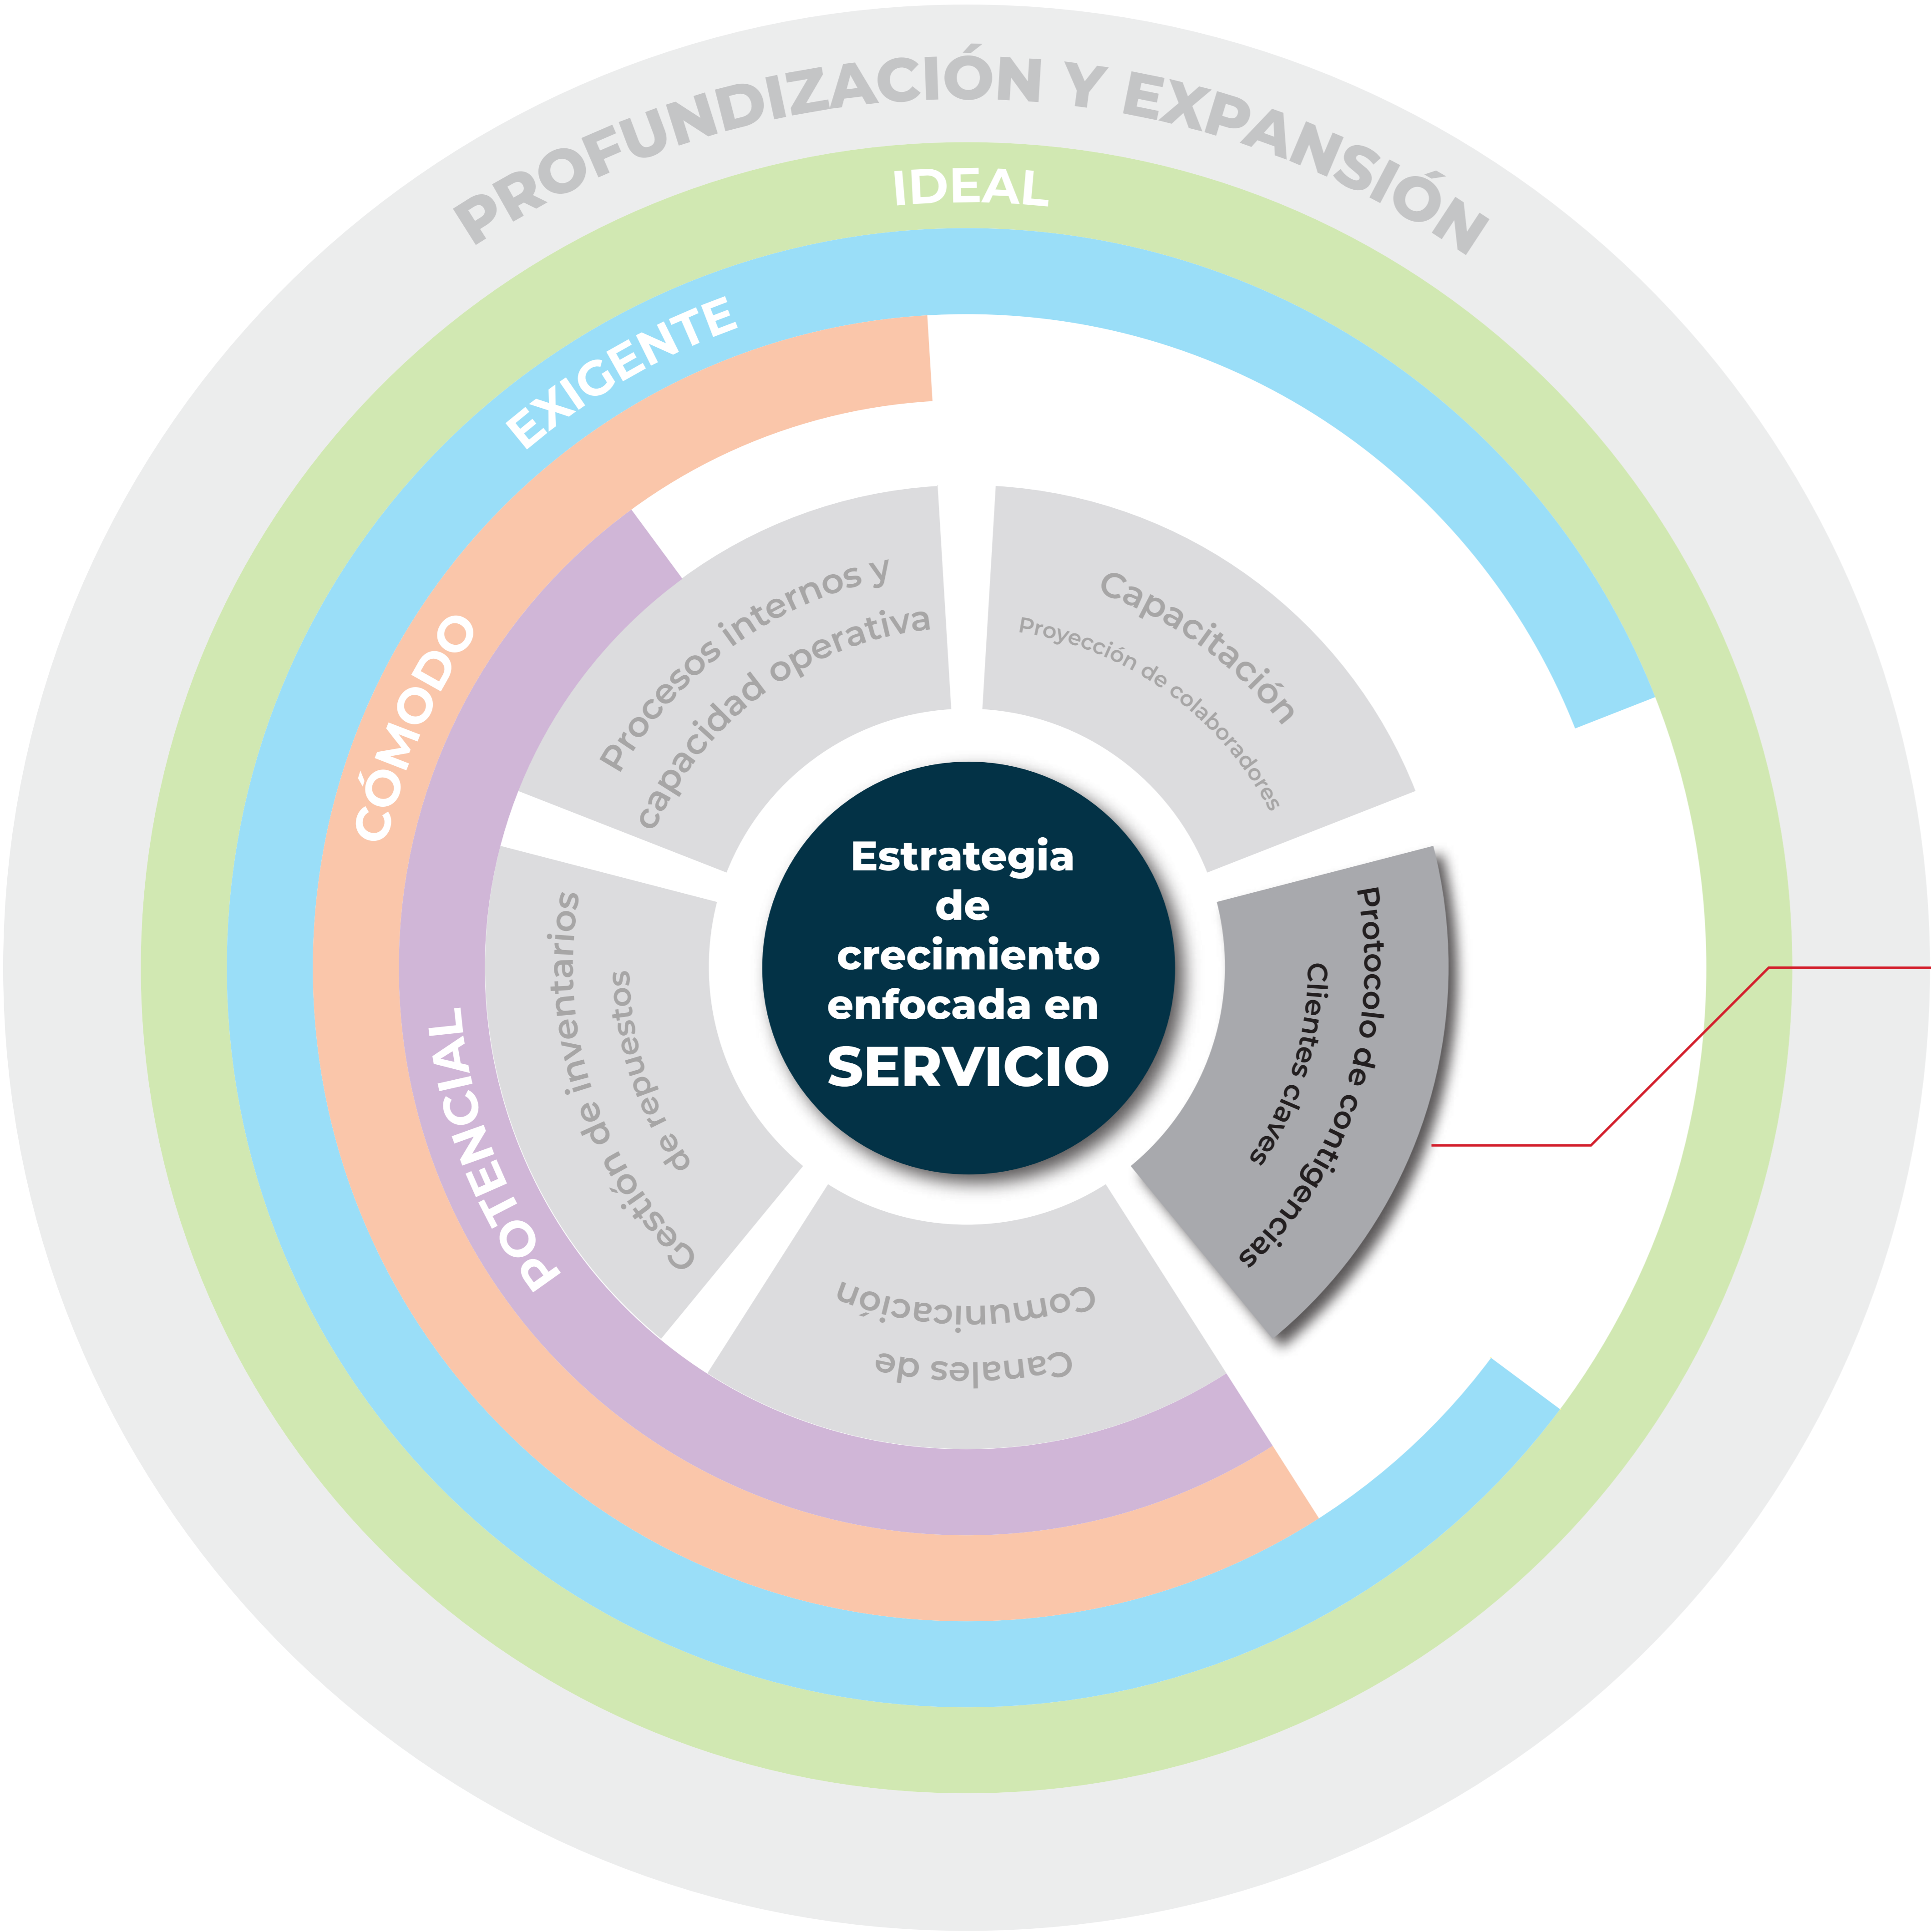 PROFUNDIZACIÓN Y EXPANSIÓN
IDEAL
EXIGENTE
CÓMODO
POTENCIAL
Procesos internos y
capacidad operativa
Capacitación
Proyección de colaboradores
Protocolo de contigencias
Clientes claves
Canales de
Comunicación
Gestión de inventarios
de repuestos
Estrategia
de
crecimiento
enfocada en
SERVICIO